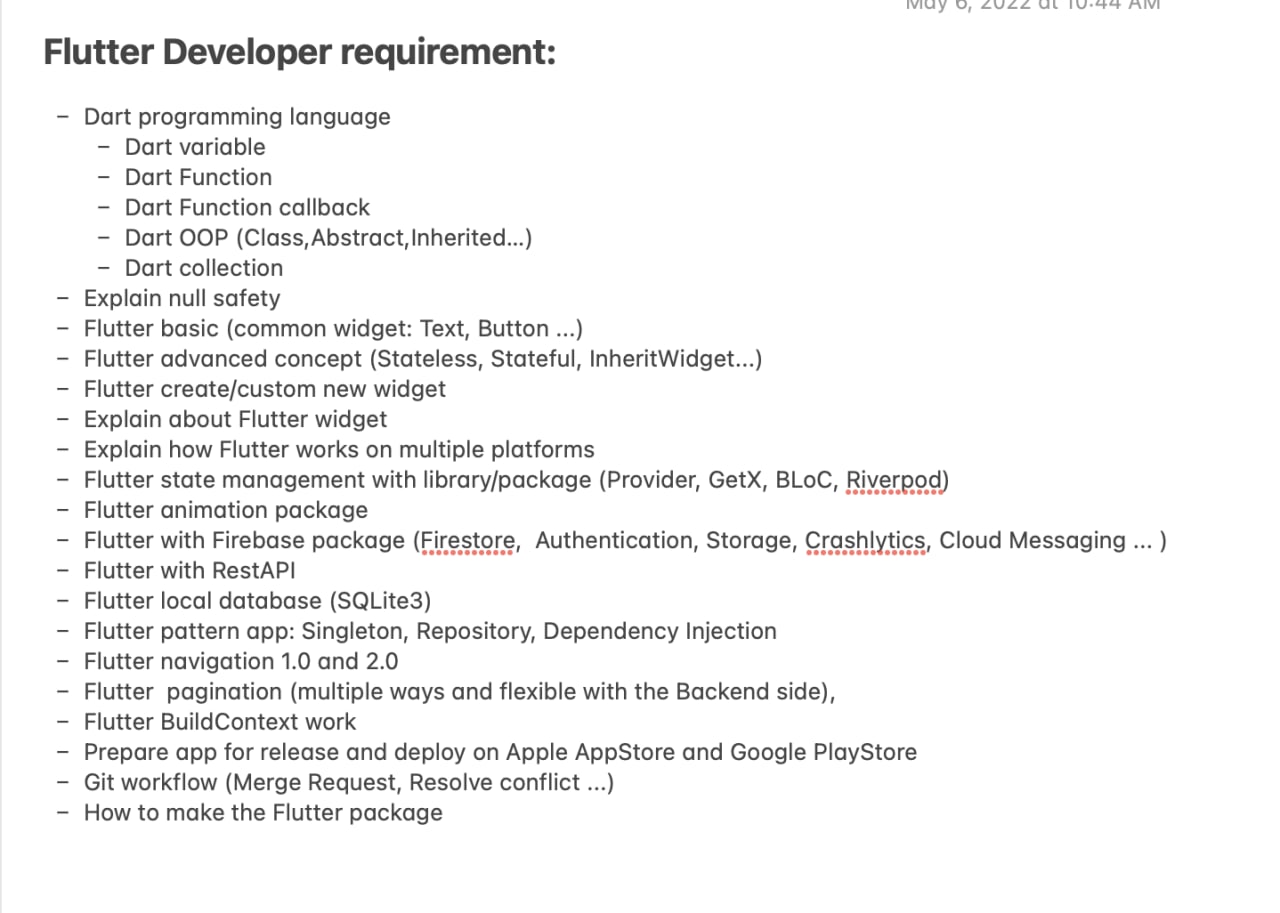 May 6, 2022 at 10:44 AM
Flutter Developer requirement:
– Dart programming language
– Dart variable
– Dart Function
– Dart Function callback
– Dart OOP (Class,Abstract,Inherited...)
– Dart collection
– Explain null safety
– Flutter basic (common widget: Text, Button ...)
– Flutter advanced concept (Stateless, Stateful, InheritWidget...)
– Flutter create/custom new widget
– Explain about Flutter widget
– Explain how Flutter works on multiple platforms
– Flutter state management with library/package (Provider, GetX, BLoC, Riverpod)
– Flutter animation package
– Flutter with Firebase package (Firestore,  Authentication, Storage, Crashlytics, Cloud Messaging ... )
– Flutter with RestAPI
– Flutter local database (SQLite3)
– Flutter pattern app: Singleton, Repository, Dependency Injection
– Flutter navigation 1.0 and 2.0
– Flutter  pagination (multiple ways and flexible with the Backend side),
– Flutter BuildContext work
– Prepare app for release and deploy on Apple AppStore and Google PlayStore
– Git workflow (Merge Request, Resolve conflict ...)
– How to make the Flutter package